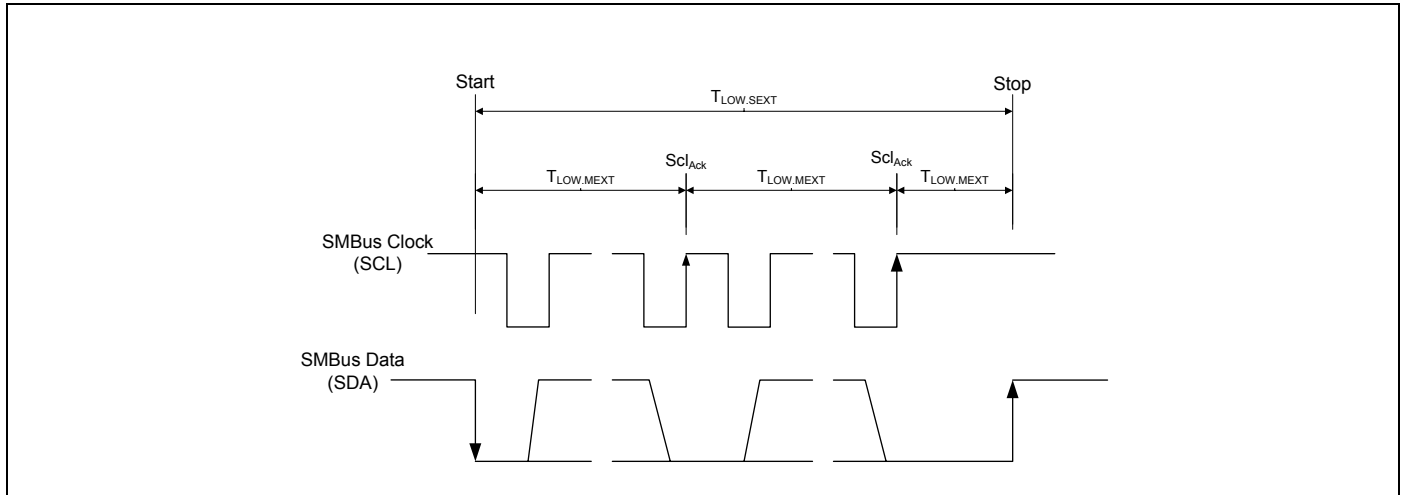 Start
Stop
TLOW.SEXT
SclAck
SclAck
TLOW.MEXT
TLOW.MEXT
TLOW.MEXT
SMBus Clock
(SCL)
SMBus Data
(SDA)